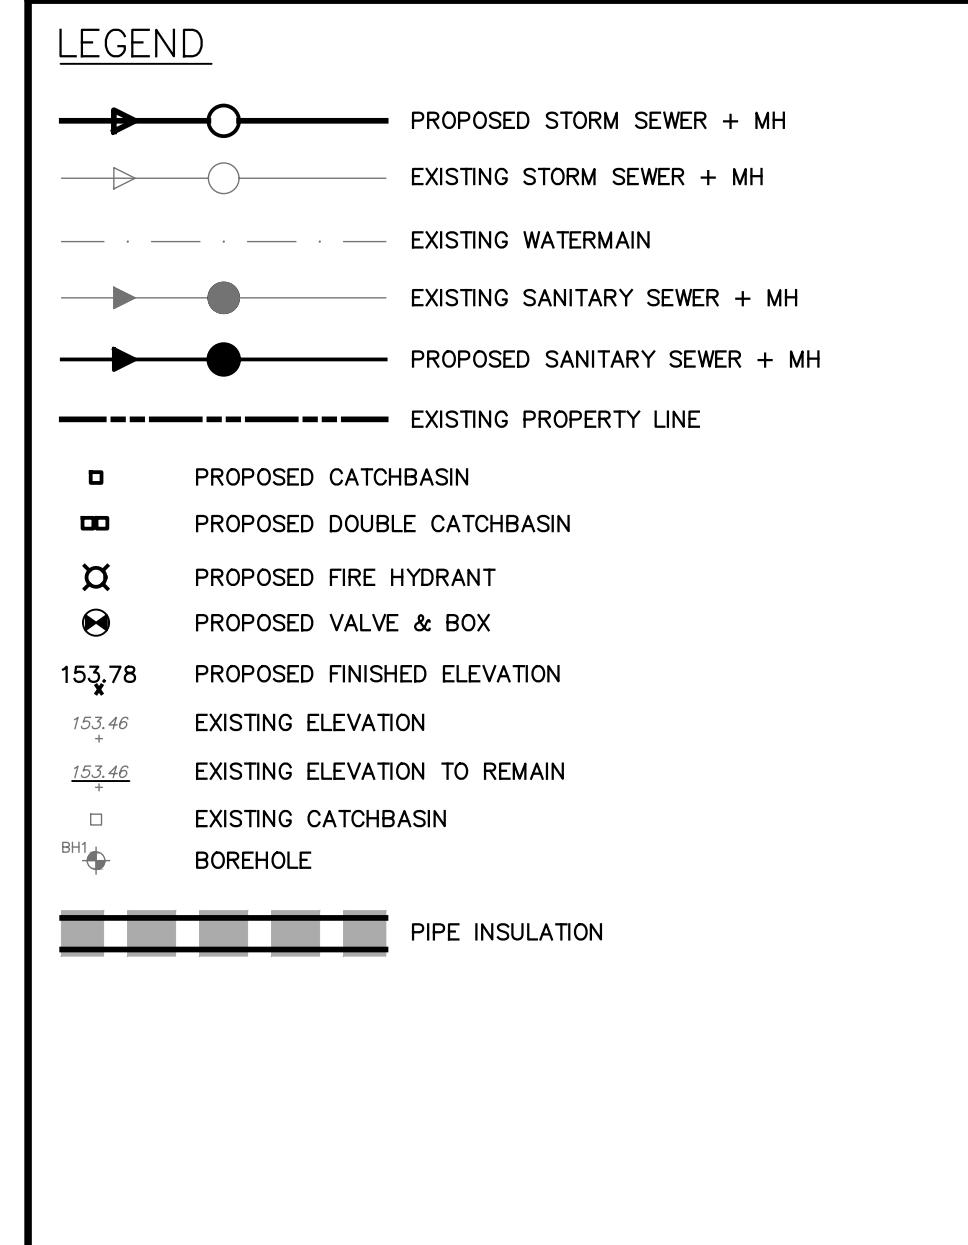 LEGEND
PROPOSED STORM SEWER + MH
EXISTING STORM SEWER + MH
EXISTING WATERMAIN
EXISTING SANITARY SEWER + MH
PROPOSED SANITARY SEWER + MH
EXISTING PROPERTY LINE
PROPOSED CATCHBASIN
PROPOSED DOUBLE CATCHBASIN
PROPOSED FIRE HYDRANT
PROPOSED VALVE & BOX
153.78 PROPOSED FINISHED ELEVATION
153.46 EXISTING ELEVATION
153.46 EXISTING ELEVATION TO REMAIN
EXISTING CATCHBASIN
BH1 BOREHOLE
PIPE INSULATION